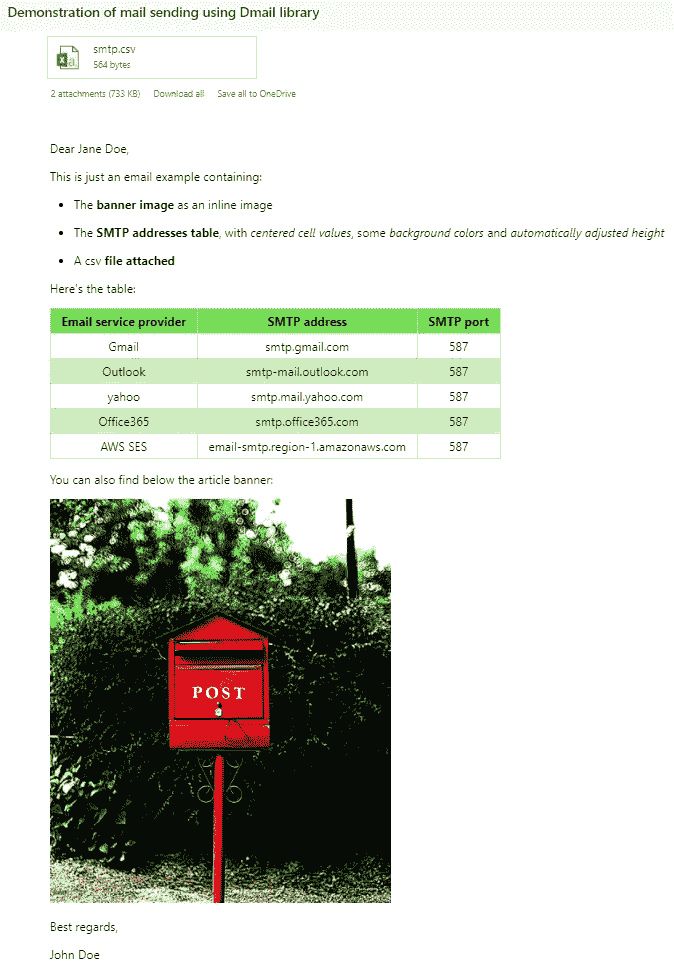 Demonstration of mail sending using Dmail library
smtp.csv
564 bytes
2 attachments (733 KB) Download all Save all to OneDrive
Dear Jane Doe,
This is just an email example containing:
• The banner image as an inline image
• The SMTP addresses table, with centered cell values, some background colors and automatically adjusted height
• A csv file attached
Here's the table:
Email service provider SMTP address SMTP port
Gmail smtp.gmail.com 587
Outlook smtp-mail.outlook.com 587
yahoo smtp.mail.yahoo.com 587
Office365 smtp.office365.com 587
AWS SES email-smtp.region-1.amazonaws.com 587
You can also find below the article banner:
POST
Best regards,
John Doe